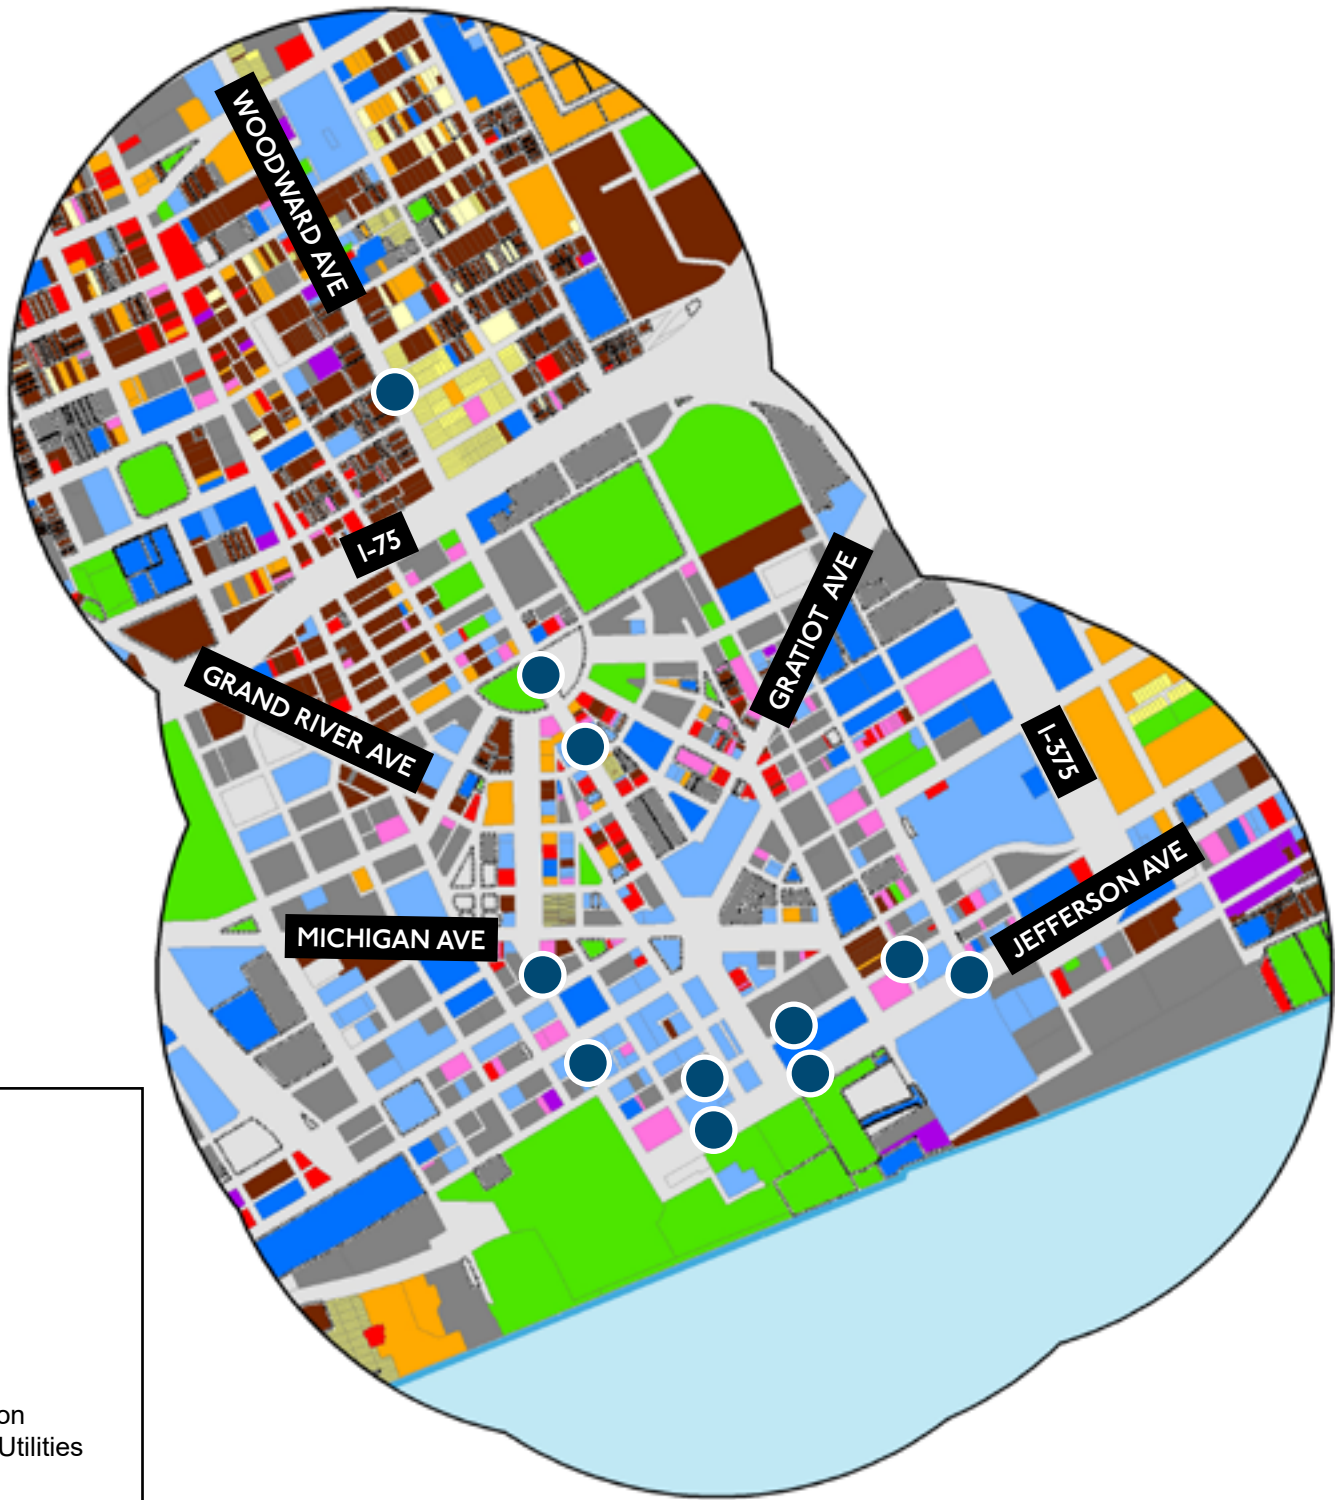 WOODWARD AVE
I-75
GRATIOT AVE
GRAND RIVER AVE
I-375
JEFFERSON AVE
MICHIGAN AVE
on
Utilities